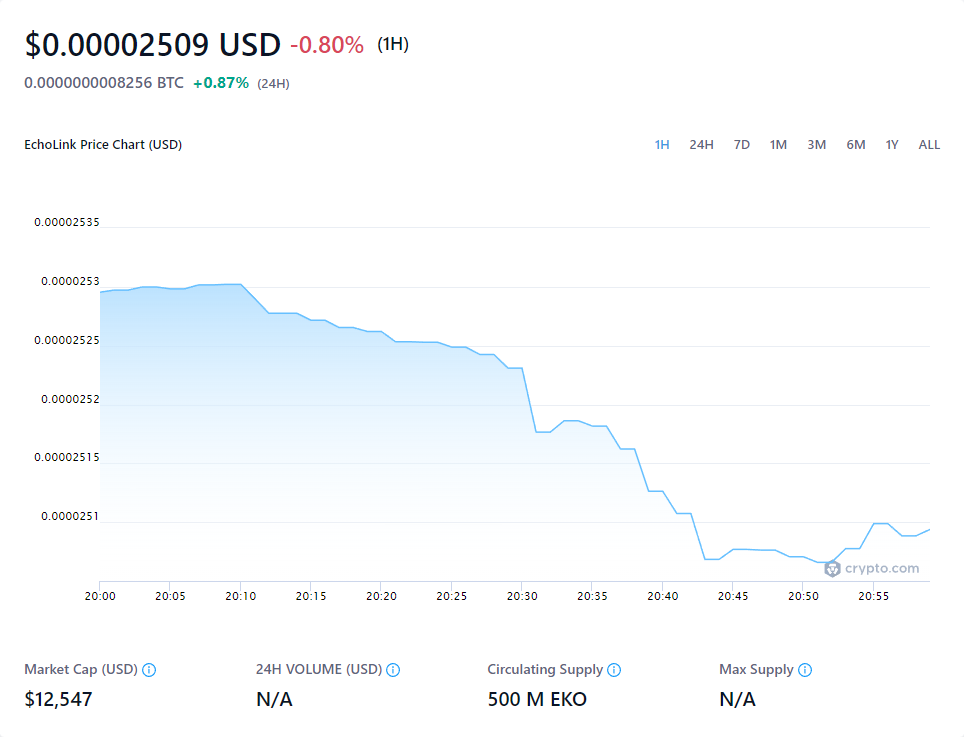 $0.00002509 USD -0.80% (1H)
0.0000000008256 BTC +0.87% (24H)
EchoLink Price Chart (USD) 1H 24H 7D 1M 3M 6M 1Y ALL
0.00002535
0.0000253
0.00002525
0.0000252
0.00002515
0.0000251
crypto.com
20:00 20:05 20:10 20:15 20:20 20:25 20:30 20:35 20:40 20:45 20:50 20:55
Market Cap (USD) 24H VOLUME (USD) Circulating Supply Max Supply
$12,547 N/A 500 M EKO N/A